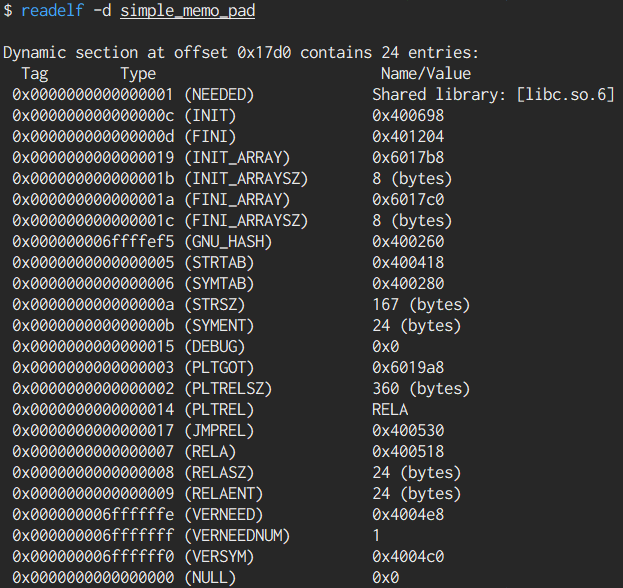 $ readelf -d simple_memo_pad
Dynamic section at offset 0x17d0 contains 24 entries:
Tag Type Name/Value
0x0000000000000001 (NEEDED) Shared library: [libc.so.6]
0x000000000000000c (INIT) 0x400698
0x000000000000000d (FINI) 0x401204
0x0000000000000019 (INIT_ARRAY) 0x6017b8
0x000000000000001b (INIT_ARRAYSZ) 8 (bytes)
0x000000000000001a (FINI_ARRAY) 0x6017c0
0x000000000000001c (FINI_ARRAYSZ) 8 (bytes)
0x000000006ffffef5 (GNU_HASH) 0x400260
0x0000000000000005 (STRTAB) 0x400418
0x0000000000000006 (SYMTAB) 0x400280
0x000000000000000a (STRSZ) 167 (bytes)
0x000000000000000b (SYMENT) 24 (bytes)
0x0000000000000015 (DEBUG) 0x0
0x0000000000000003 (PLTGOT) 0x6019a8
0x0000000000000002 (PLTRELSZ) 360 (bytes)
0x0000000000000014 (PLTREL) RELA
0x0000000000000017 (JMPREL) 0x400530
0x0000000000000007 (RELA) 0x400518
0x0000000000000008 (RELASZ) 24 (bytes)
0x0000000000000009 (RELAENT) 24 (bytes)
0x000000006ffffffe (VERNEED) 0x4004e8
0x000000006fffffff (VERNEEDNUM) 1
0x000000006ffffff0 (VERSYM) 0x4004c0
0x0000000000000000 (NULL) 0x0